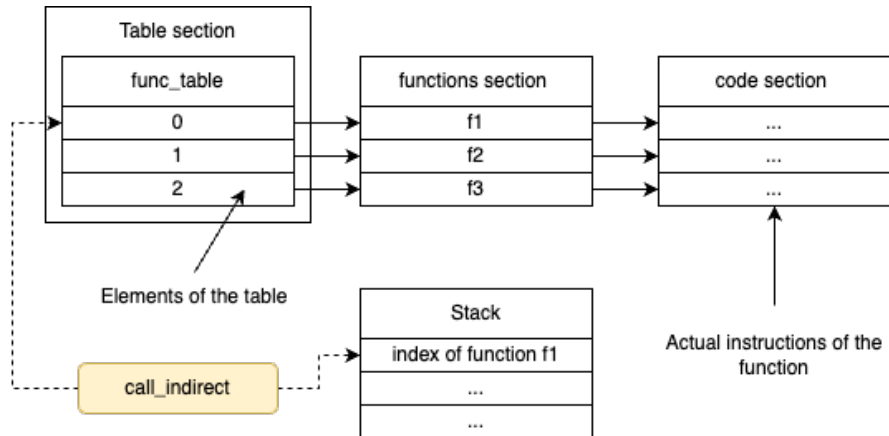 Table section
func_table
functions section
code section
0
f1
...
1
f2
...
2
f3
...
Elements of the table
Stack
index of function f1
...
...
call_indirect
Actual instructions of the
function